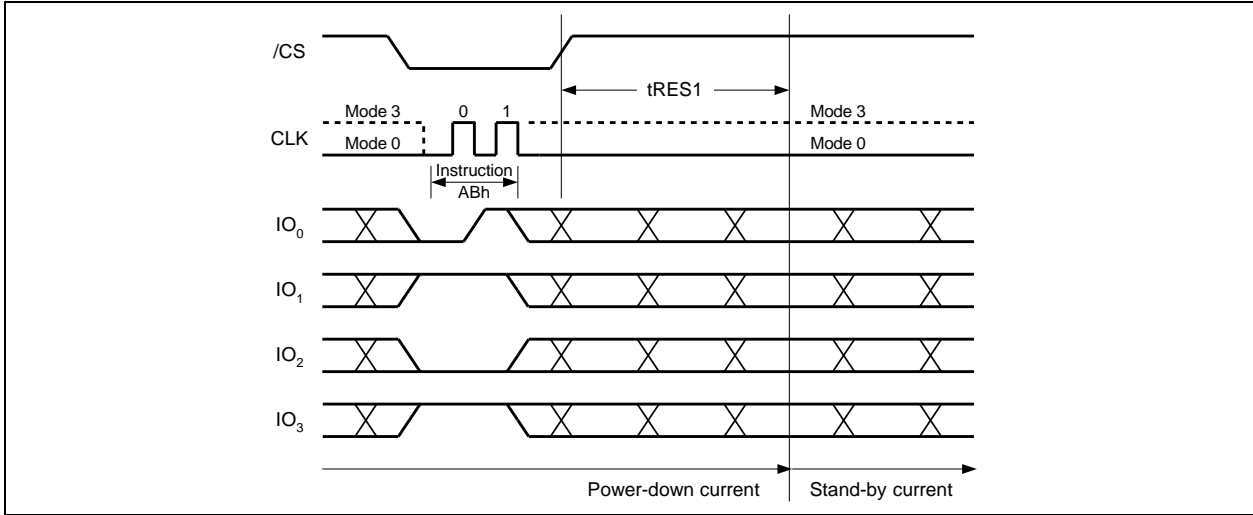 /CS
tRES1
Mode 3 0 1 Mode 3
CLK
Mode 0 Mode 0
Instruction
ABh
IO0
IO1
IO2
IO3
Power-down current Stand-by current